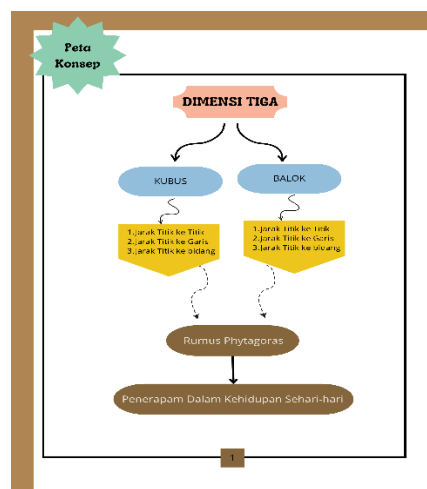 Peta
Konsep
DIMENSI TIGA
KUBUS
BALOK
1.Jarak Titik ke Titik
2.Jarak Titik ke Garis
3.Jarak Titik ke bidang
1.Jarak Titik ke Titik
2.Jarak Titik ke Garis
3.Jarak Titik ke bidang
Rumus Phytagoras
Penerapam Dalam Kehidupan Sehari-hari
1